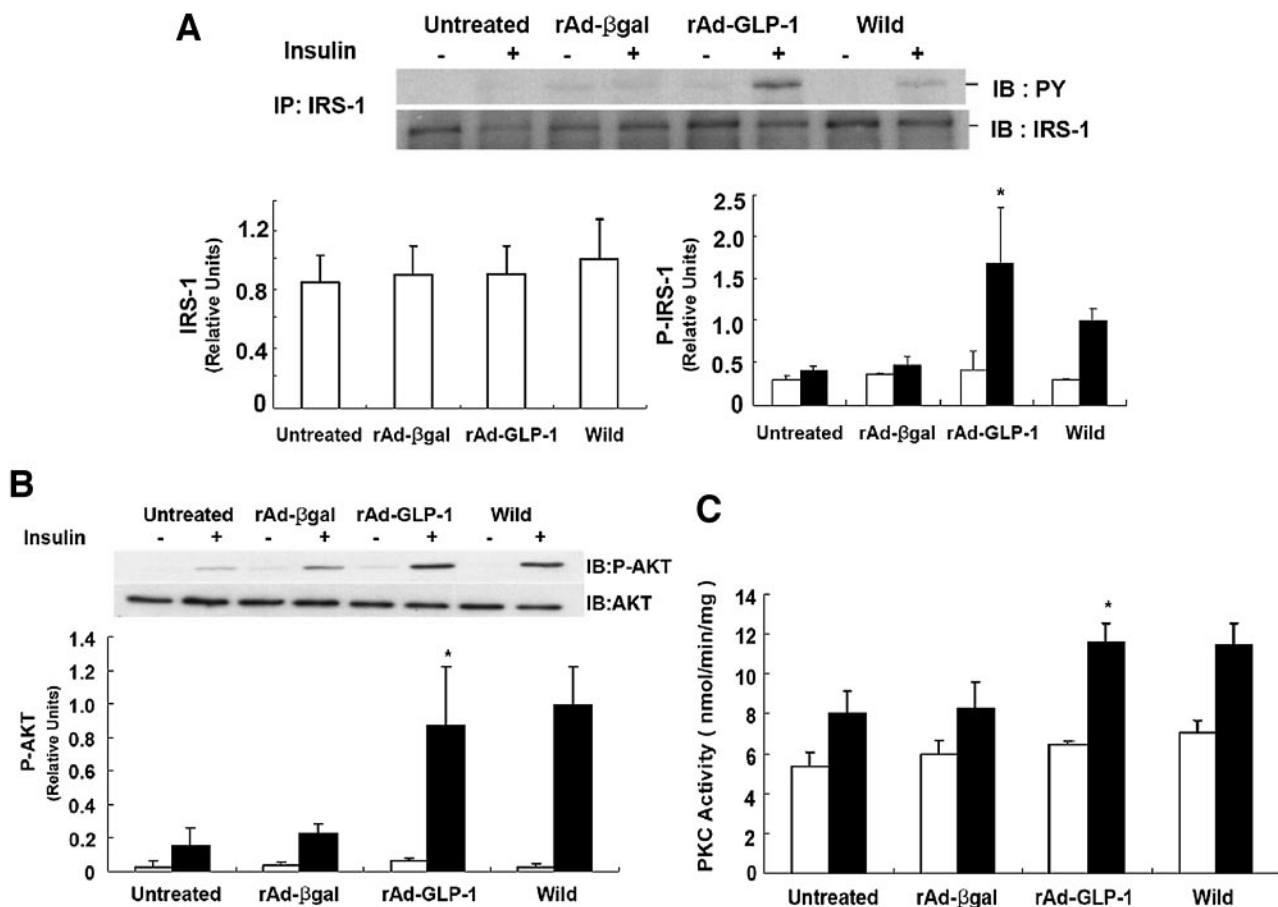 A
Untreated rAd-βgal rAd-GLP-1 Wild
Insulin - + - + - + - +
IP: IRS-1
IB : PY
IB : IRS-1
IRS-1
(Relative Units)
1.2
0.8
0.4
0
Untreated rAd-βgal rAd-GLP-1 Wild
P-IRS-1
(Relative Units)
2.5
2.0
1.5
1.0
0.5
0
*
Untreated rAd-βgal rAd-GLP-1 Wild
B
Untreated rAd-βgal rAd-GLP-1 Wild
Insulin - + - + - + - +
IB:P-AKT
IB:AKT
P-AKT
(Relative Units)
1.4
1.2
1.0
0.8
0.6
0.4
0.2
0
*
Untreated rAd-βgal rAd-GLP-1 Wild
C
PKC Activity ( nmol/min/mg)
14
12
10
8
6
4
2
0
*
Untreated rAd-βgal rAd-GLP-1 Wild